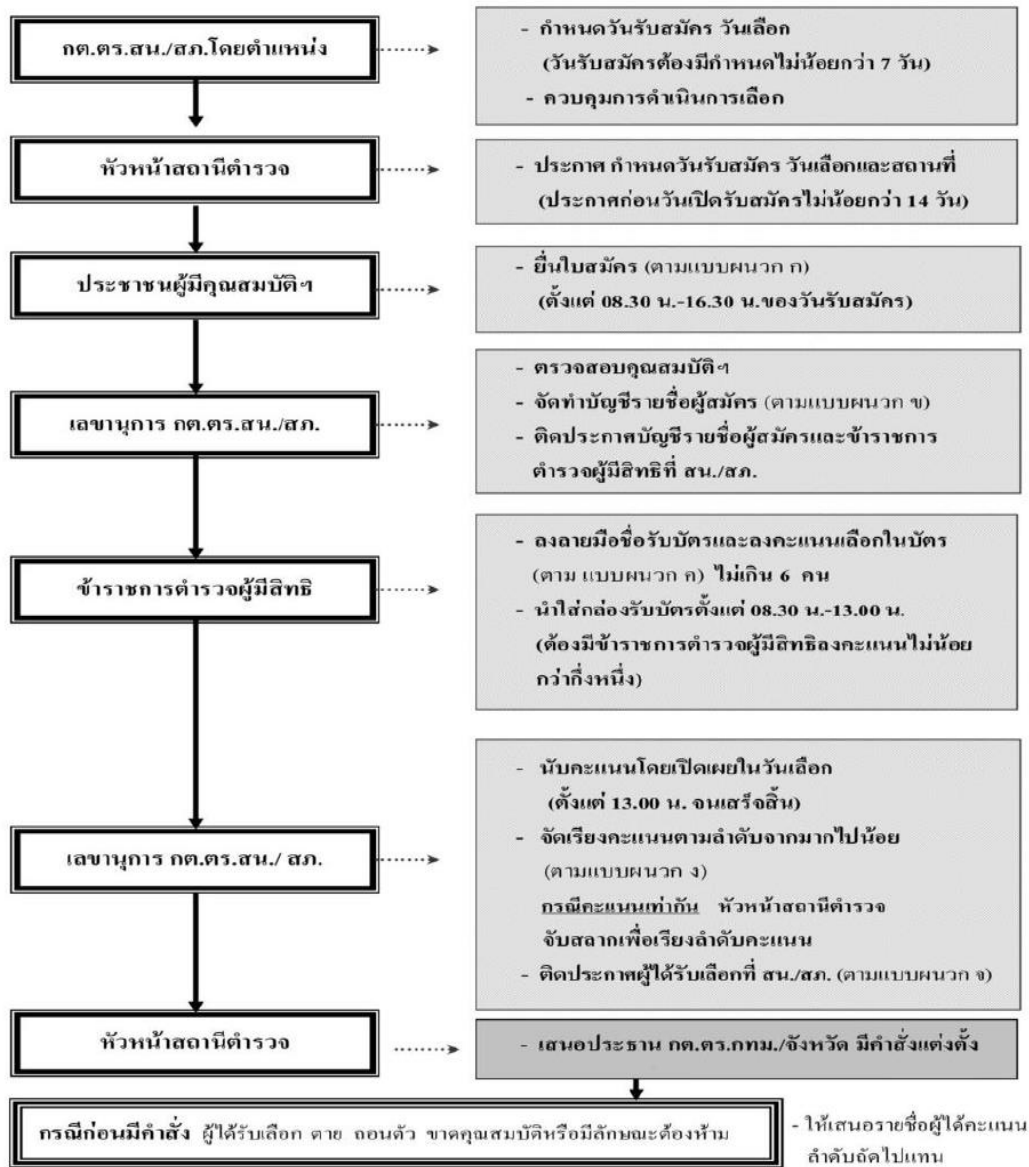 กต.ตร.สน./สภ.โดยตำแหน่ง
- กำหนดวันรับสมัคร วันเลือก
(วันรับสมัครต้องมีกำหนดไม่น้อยกว่า 7 วัน)
- ควบคุมการดำเนินการเลือก
หัวหน้าสถานีตำรวจ
- ประกาศ กำหนดวันรับสมัคร วันเลือกและสถานที่
(ประกาศก่อนวันเปิดรับสมัครไม่น้อยกว่า 14 วัน)
ประชาชนผู้มีคุณสมบัติฯ
- ยื่นใบสมัคร (ตามแบบผนวก ก)
(ตั้งแต่ 08.30 น.-16.30 น.ของวันรับสมัคร)
เลขานุการ กต.ตร.สน./สภ.
- ตรวจสอบคุณสมบัติฯ
- จัดทำบัญชีรายชื่อผู้สมัคร (ตามแบบผนวก ข)
- ติดประกาศบัญชีรายชื่อผู้สมัครและข้าราชการ
ตำรวจผู้มีสิทธิที่ สน./สภ.
ข้าราชการตำรวจผู้มีสิทธิ
- ลงลายมือชื่อรับบัตรและลงคะแนนเลือกในบัตร
(ตาม แบบผนวก ค) ไม่เกิน 6 คน
- นำใส่กล่องรับบัตรตั้งแต่ 08.30 น.-13.00 น.
(ต้องมีข้าราชการตำรวจผู้มีสิทธิลงคะแนนไม่น้อย
กว่ากึ่งหนึ่ง)
เลขานุการ กต.ตร.สน./ สภ.
- นับคะแนนโดยเปิดเผยในวันเลือก
(ตั้งแต่ 13.00 น. จนเสร็จสิ้น)
- จัดเรียงคะแนนตามลำดับจากมากไปน้อย
(ตามแบบผนวก ง)
กรณีคะแนนเท่ากัน หัวหน้าสถานีตำรวจ
จับสลากเพื่อเรียงลำดับคะแนน
- ติดประกาศผู้ได้รับเลือกที่ สน./สภ. (ตามแบบผนวก จ)
หัวหน้าสถานีตำรวจ
- เสนอประธาน กต.ตร.กทม./จังหวัด มีคำสั่งแต่งตั้ง
กรณีก่อนมีคำสั่ง ผู้ได้รับเลือก ตาย ถอนตัว ขาดคุณสมบัติหรือมีลักษณะต้องห้าม
- ให้เสนอรายชื่อผู้ได้คะแนน
ลำดับถัดไปแทน